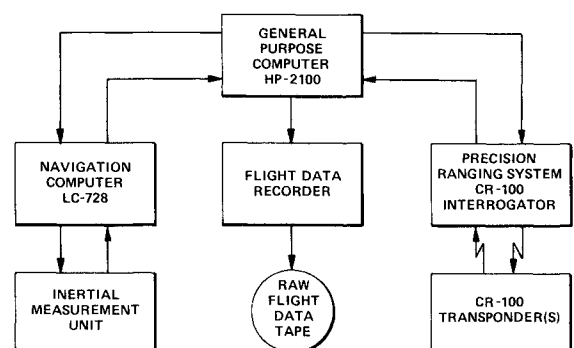 GENERAL
PURPOSE
COMPUTER
HP-2100
NAVIGATION
COMPUTER
LC-728
FLIGHT DATA
RECORDER
PRECISION
RANGING SYSTEM
CR-100
INTERROGATOR
INERTIAL
MEASUREMENT
UNIT
RAW
FLIGHT
DATA
TAPE
CR-100
TRANSPONDER(S)